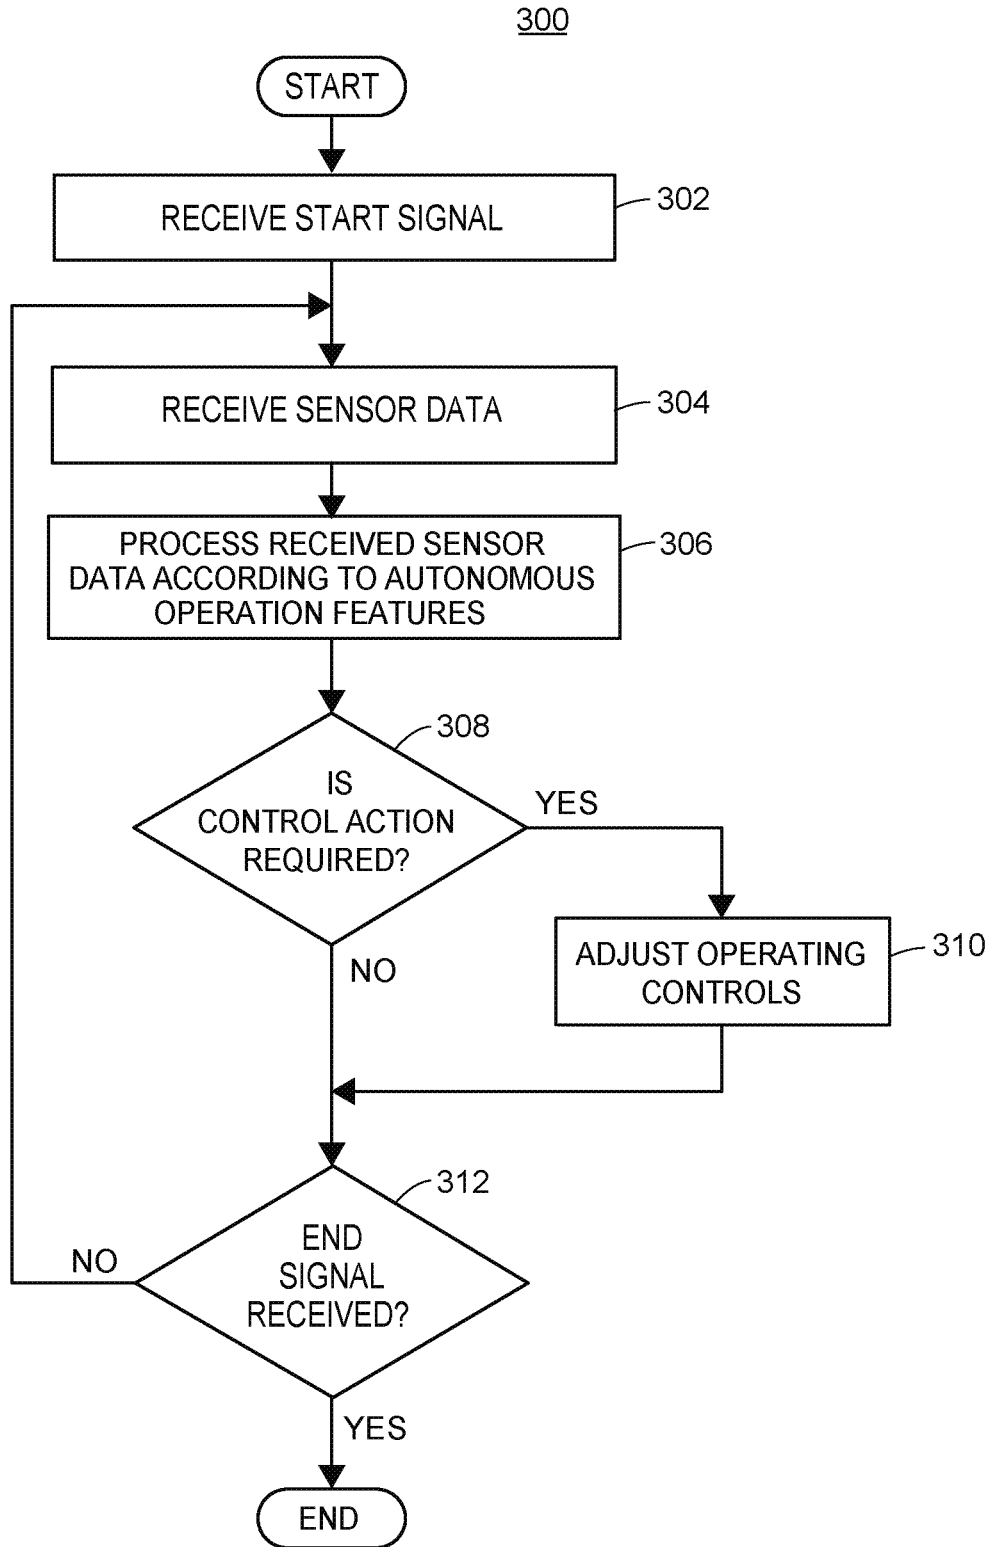 300
START
RECEIVE START SIGNAL
302
RECEIVE SENSOR DATA
304
PROCESS RECEIVED SENSOR
DATA ACCORDING TO AUTONOMOUS
OPERATION FEATURES
306
308
IS
CONTROL ACTION
REQUIRED?
YES
NO
ADJUST OPERATING
CONTROLS
310
312
END
SIGNAL
RECEIVED?
NO
YES
END